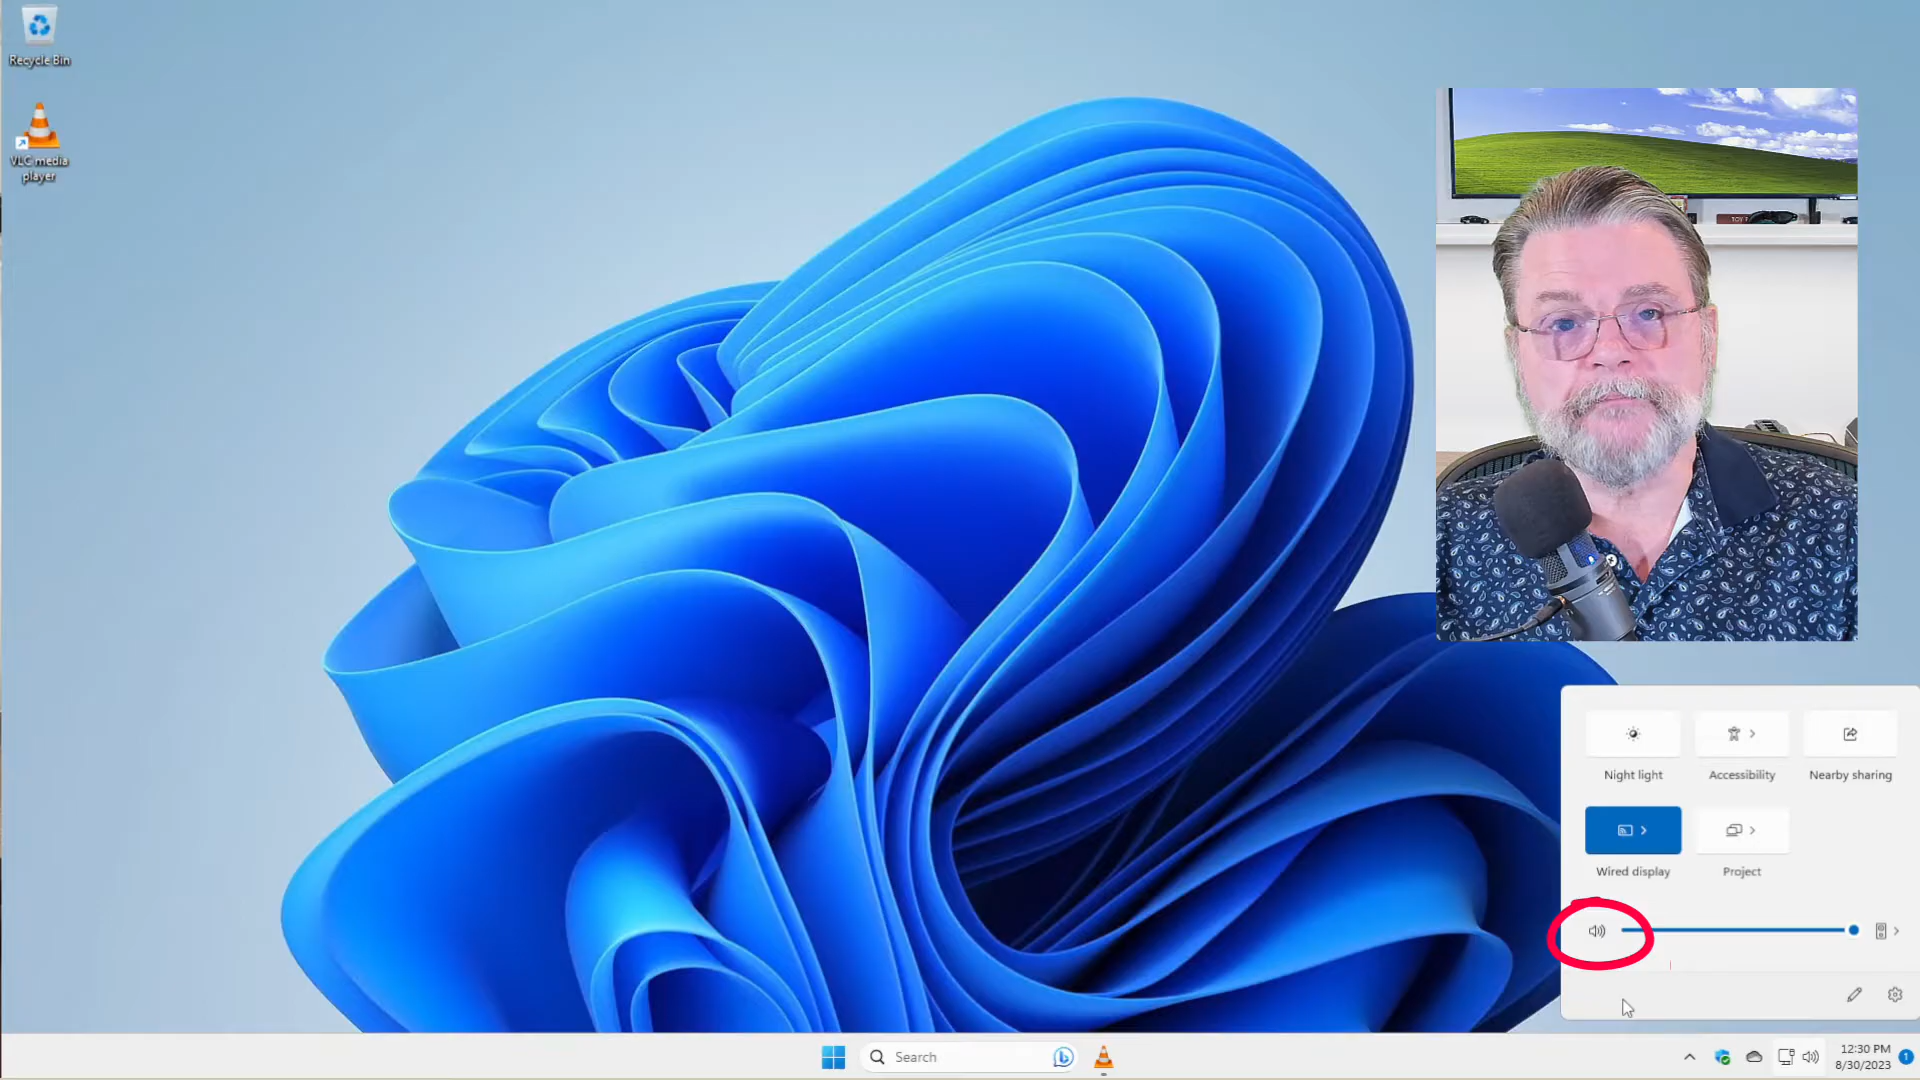 Recycle Bin
VLC media
player
Night light
Accessibility
Nearby sharing
Wired display
Project
Search
12:30 PM
8/30/2023
1